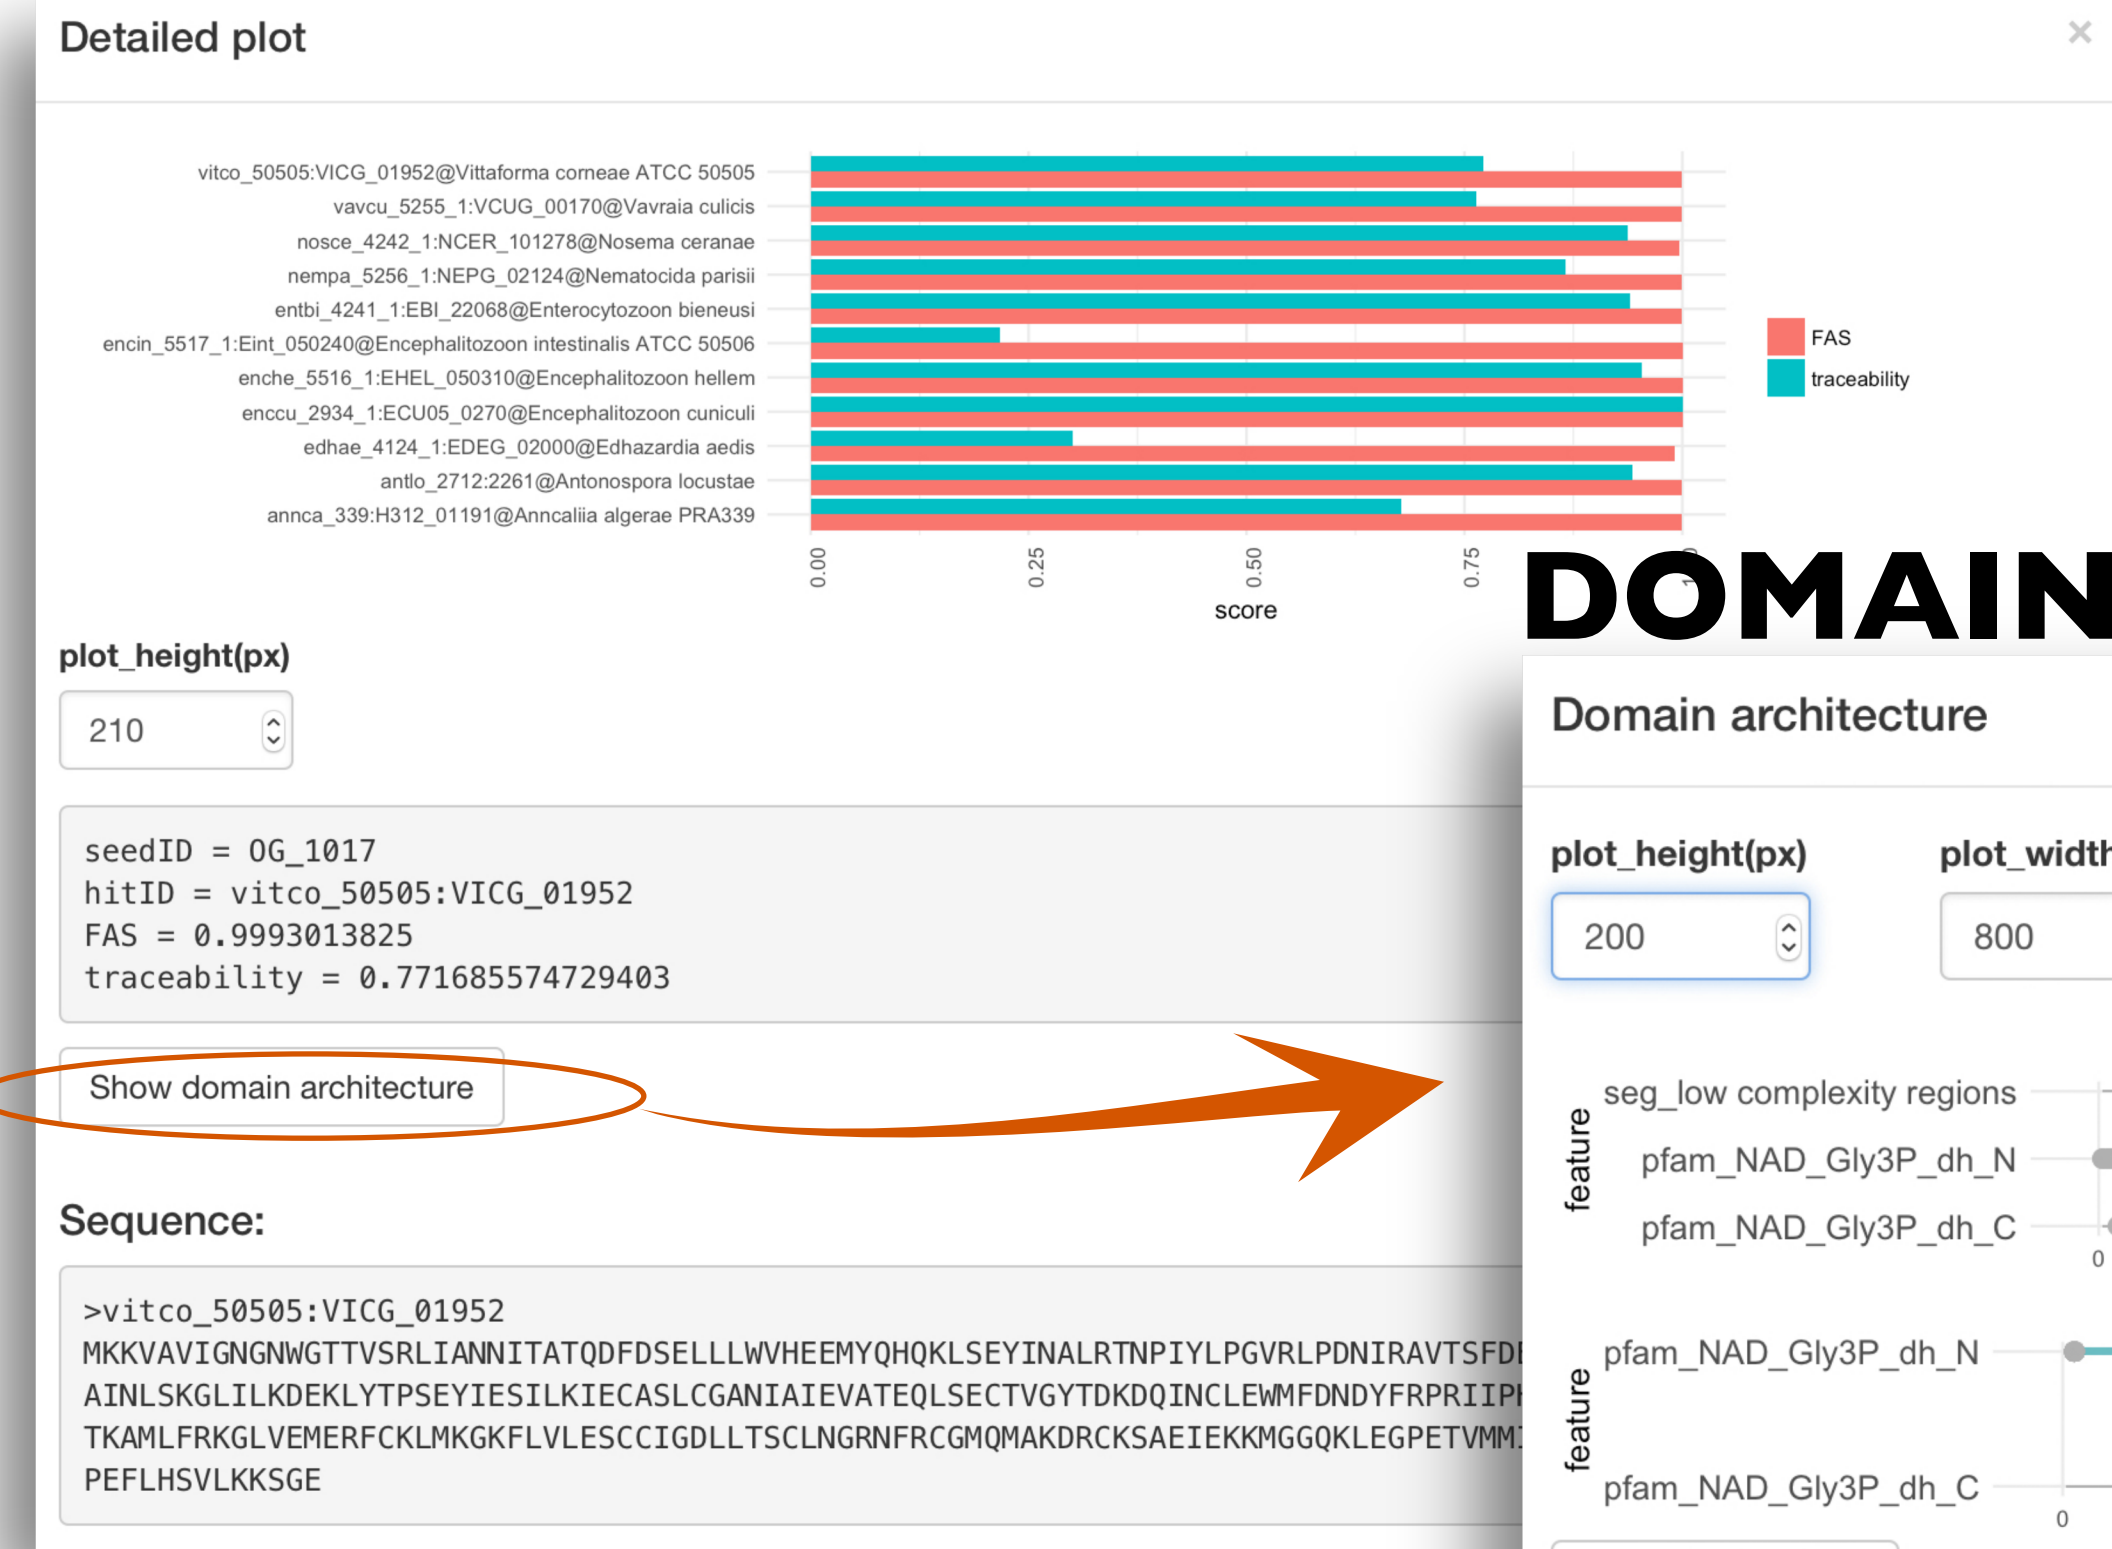 Detailed plot
×
vitco_50505:VICG_01952@Vittaforma corneae ATCC 50505
vavcu_5255_1:VCUG_00170@Vavraia culicis
nosce_4242_1:NCER_101278@Nosema ceranae
nempa_5256_1:NEPG_02124@Nematocida parisii
entbi_4241_1:EBI_22068@Enterocytozoon bieneusi
encin_5517_1:Eint_050240@Encephalitozoon intestinalis ATCC 50506
enche_5516_1:EHEL_050310@Encephalitozoon hellem
enccu_2934_1:ECU05_0270@Encephalitozoon cuniculi
edhae_4124_1:EDEG_02000@Edhazardia aedis
antlo_2712:2261@Antonospora locustae
annca_339:H312_01191@Anncaliia algerae PRA339
FAS
traceability
0.00
0.25
0.50
0.75
score
plot_height(px)
210
seedID = OG_1017
hitID = vitco_50505:VICG_01952
FAS = 0.9993013825
traceability = 0.771685574729403
Show domain architecture
Sequence:
>vitco_50505:VICG_01952
MKKVAVIGNGNWGTTVSRLIANNITATQDFDSELLLWVHEEMYQHQKLSEYINALRTNPIYLPGVRLPDNIRAVTSFD
AINLSKGLILKDEKLYTPSEYIESILKIECASLCGANIAIEVATEQLSECTVGYTDKDQINCLEWMFDNDYFRPRIIP
TKAMLFRKGLVEMERFCKLMKGKFLVLESCCIGDLLTSCLNGRNFRCGMQMAKDRCKSAEIEKKMGGQKLEGPETVMM
PEFLHSVLKKSGE
DOMAIN
Domain architecture
plot_height(px)
plot_width
200
800
feature
seg_low complexity regions
pfam_NAD_Gly3P_dh_N
pfam_NAD_Gly3P_dh_C
0
feature
pfam_NAD_Gly3P_dh_N
pfam_NAD_Gly3P_dh_C
0